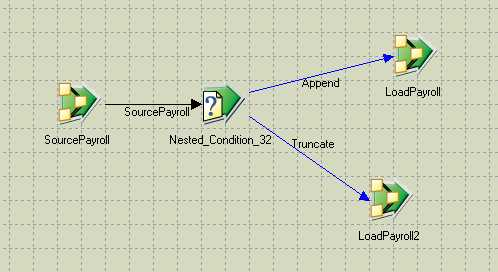 SourcePayroll
SourcePayroll
Nested_Condition_32
Append
LoadPayroll
Truncate
LoadPayroll2